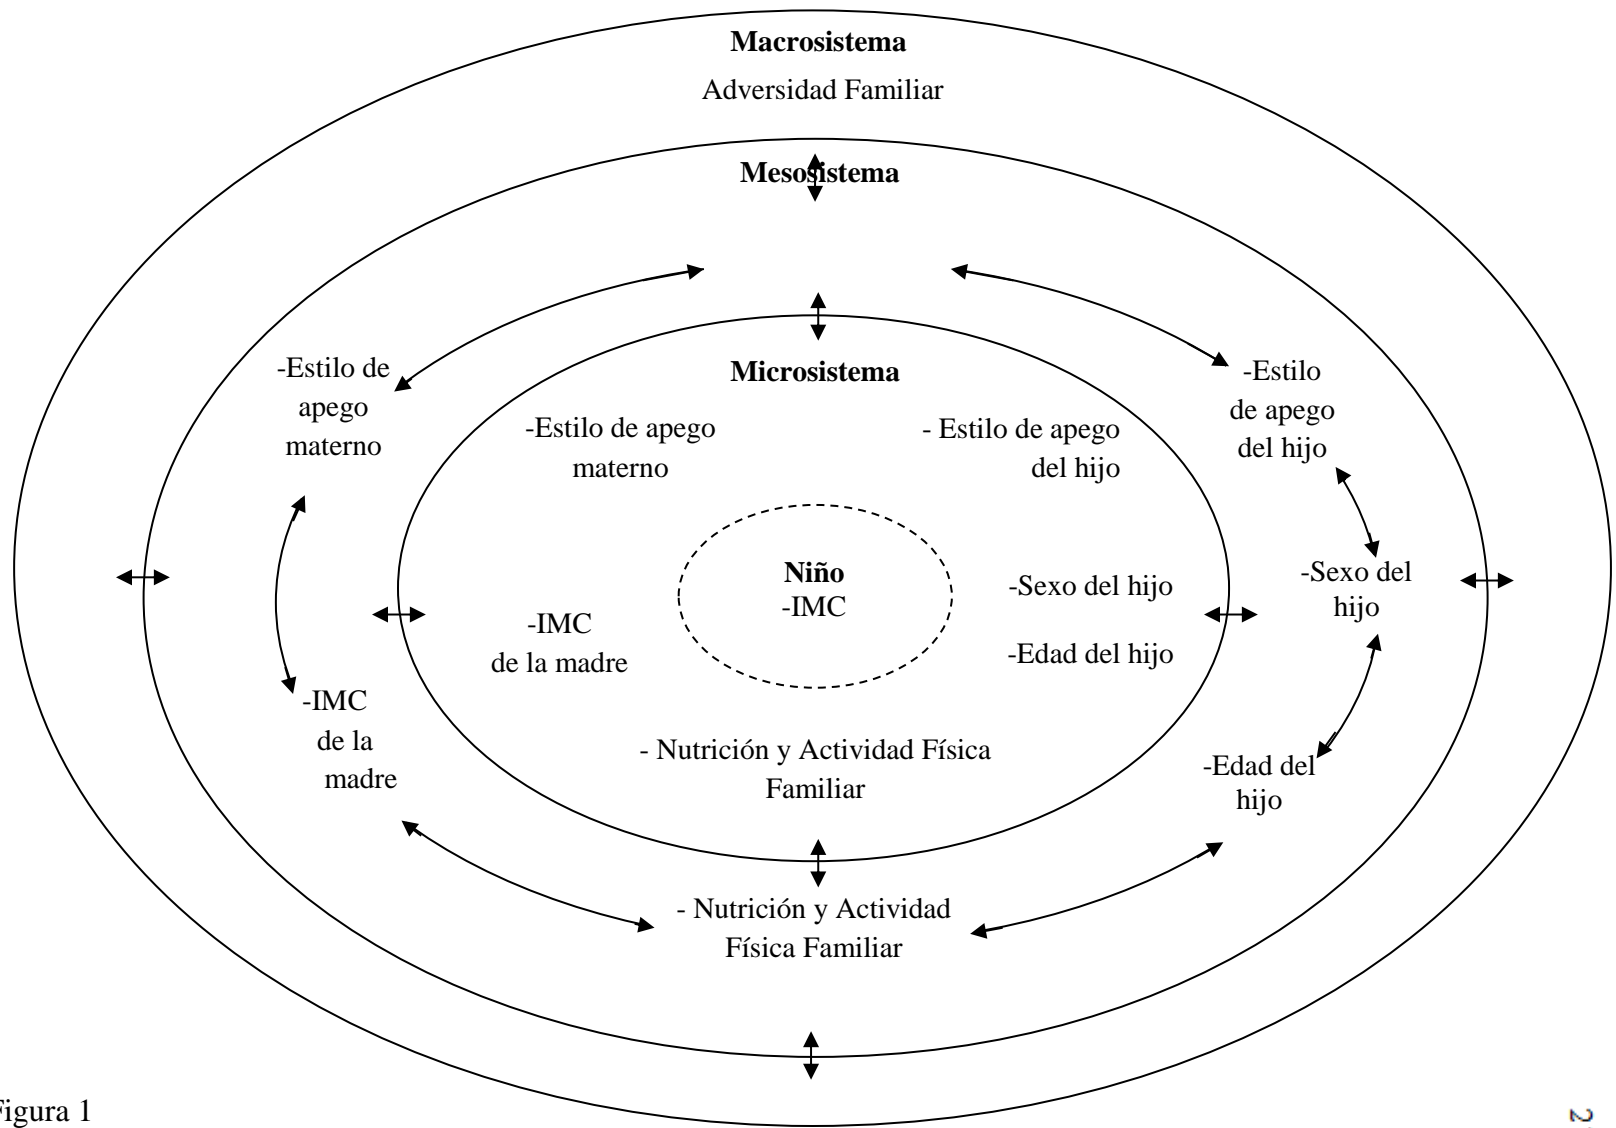 Macrosistema
Adversidad Familiar
Mesosistema
-Estilo de
apego
materno
-Estilo
de apego
del hijo
Microsistema
-Estilo de apego
materno
- Estilo de apego
del hijo
Niño
-IMC
-Sexo del hijo
-Edad del hijo
-IMC
de la madre
-Sexo del
hijo
-IMC
de la
madre
- Nutrición y Actividad Física
Familiar
-Edad del
hijo
- Nutrición y Actividad
Física Familiar
Figura 1
2